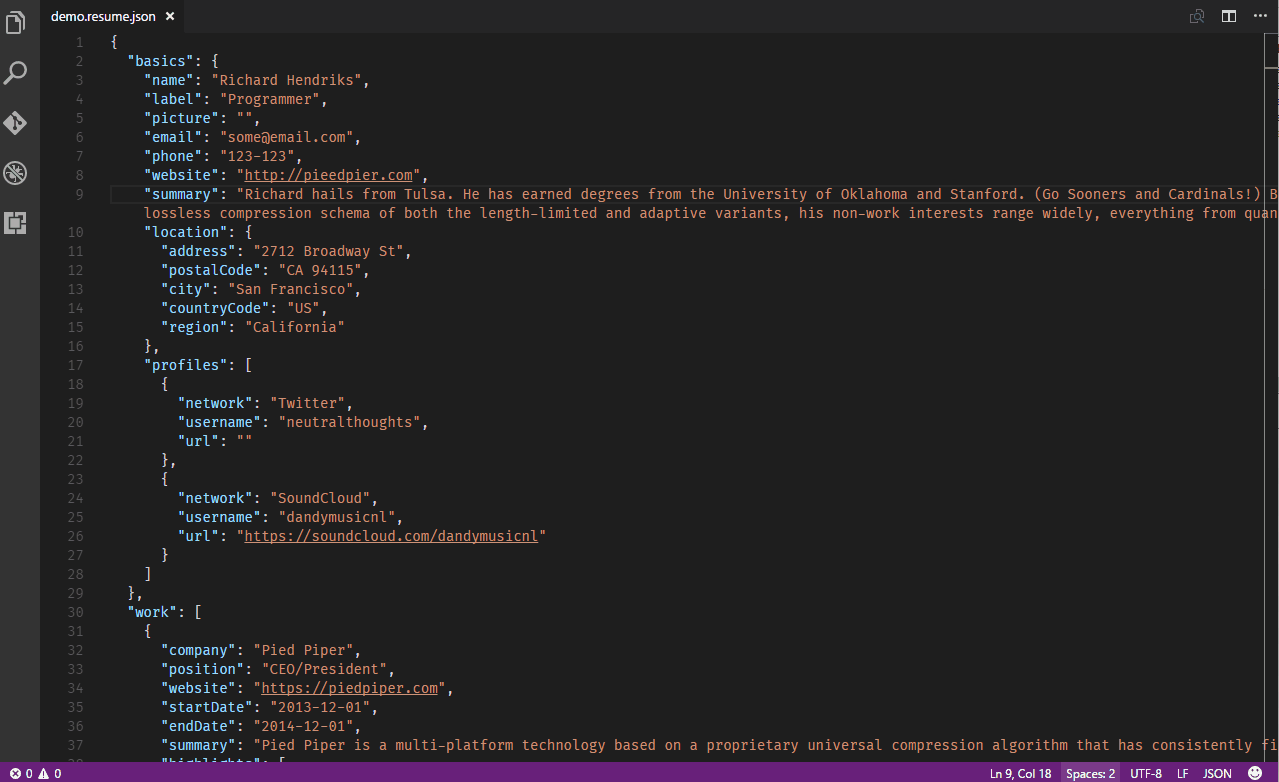 demo.resume.json ×
1 {
2 "basics": {
3 "name": "Richard Hendriks",
4 "label": "Programmer",
5 "picture": "",
6 "email": "some@email.com",
7 "phone": "123-123",
8 "website": "http://pieedpier.com",
9 "summary": "Richard hails from Tulsa. He has earned degrees from the University of Oklahoma and Stanford. (Go Sooners and Cardinals!) B
lossless compression schema of both the length-limited and adaptive variants, his non-work interests range widely, everything from quan
10 "location": {
11 "address": "2712 Broadway St",
12 "postalCode": "CA 94115",
13 "city": "San Francisco",
14 "countryCode": "US",
15 "region": "California"
16 },
17 "profiles": [
18 {
19 "network": "Twitter",
20 "username": "neutralthoughts",
21 "url": ""
22 },
23 {
24 "network": "SoundCloud",
25 "username": "dandymusicnl",
26 "url": "https://soundcloud.com/dandymusicnl"
27 }
28 ]
29 },
30 "work": [
31 {
32 "company": "Pied Piper",
33 "position": "CEO/President",
34 "website": "https://piedpiper.com",
35 "startDate": "2013-12-01",
36 "endDate": "2014-12-01",
37 "summary": "Pied Piper is a multi-platform technology based on a proprietary universal compression algorithm that has consistently fi
38 "highlights": [
0 0 Ln 9, Col 18 Spaces: 2 UTF-8 LF JSON